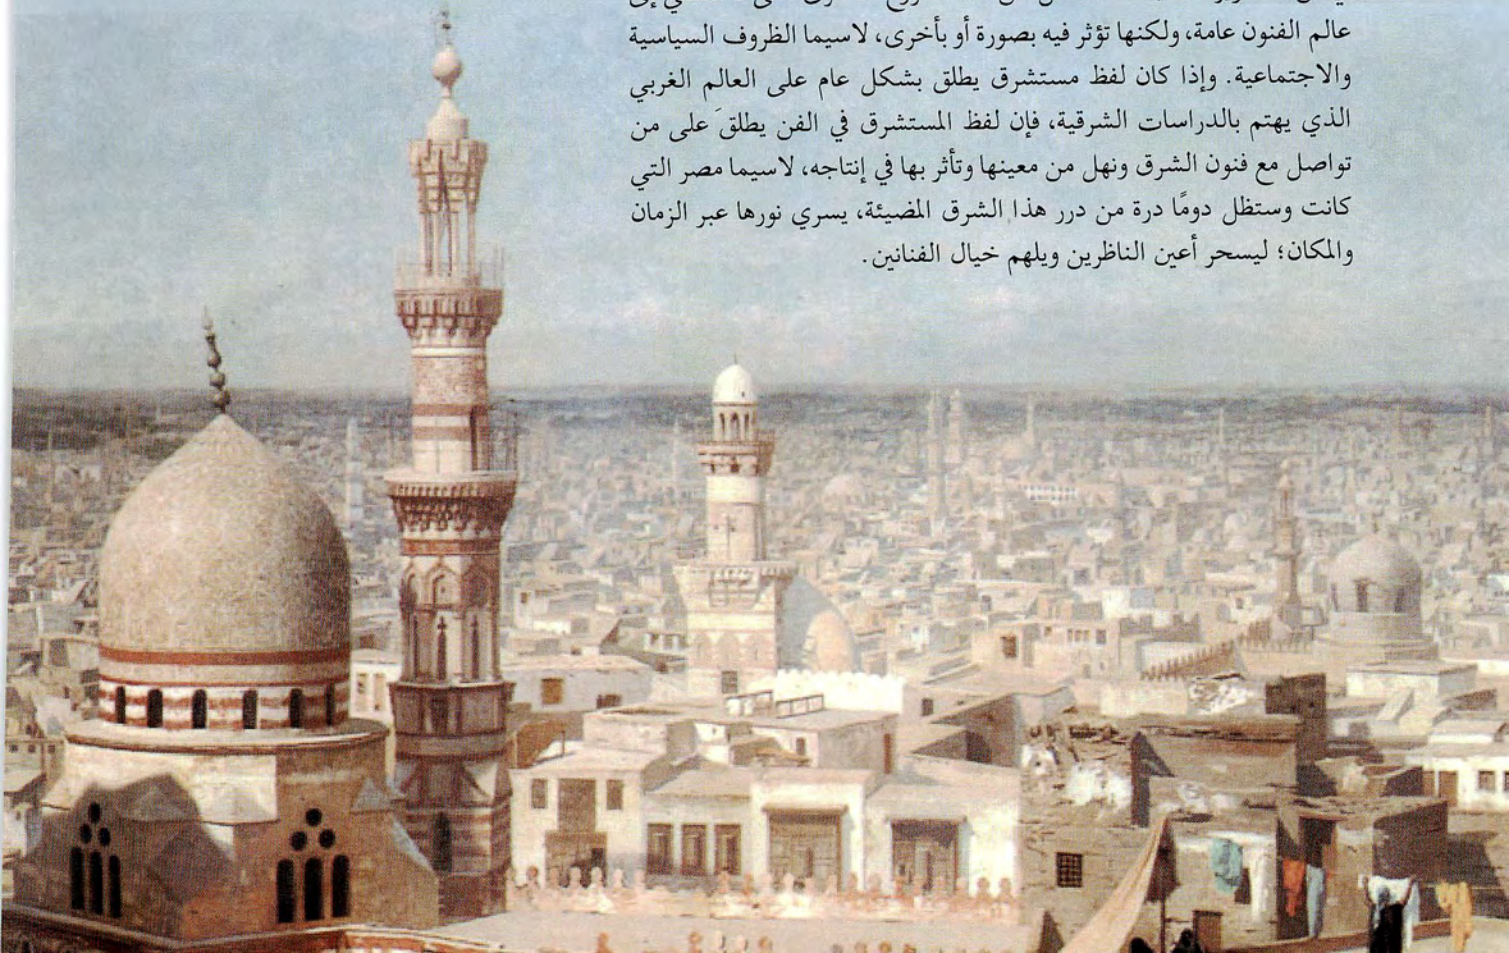 عالم الفنون عامة، ولكنها تؤثر فيه بصورة أو بأخرى، لاسيما الظروف السياسية
والاجتماعية. وإذا كان لفظ مستشرق يطلق بشكل عام على العالم الغربي
الذي يهتم بالدراسات الشرقية، فإن لفظ المستشرق في الفن يطلقَ على من
تواصل مع فنون الشرق ونهل من معينها وتأثر بها في إنتاجه، لاسيما مصر التي
كانت وستظل دومًا درة من درر هذا الشرق المضيئة، يسري نورها عبر الزمان
والمكان؛ ليسحر أعين الناظرين ويلهم خيال الفنانين.